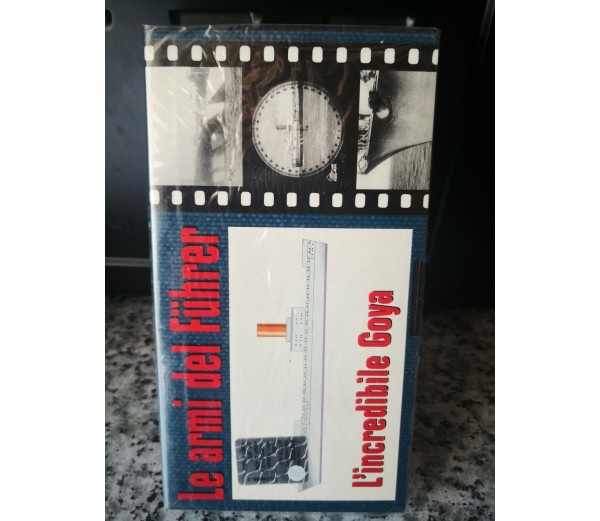 Le armi del Führer
L'incredibile Goya